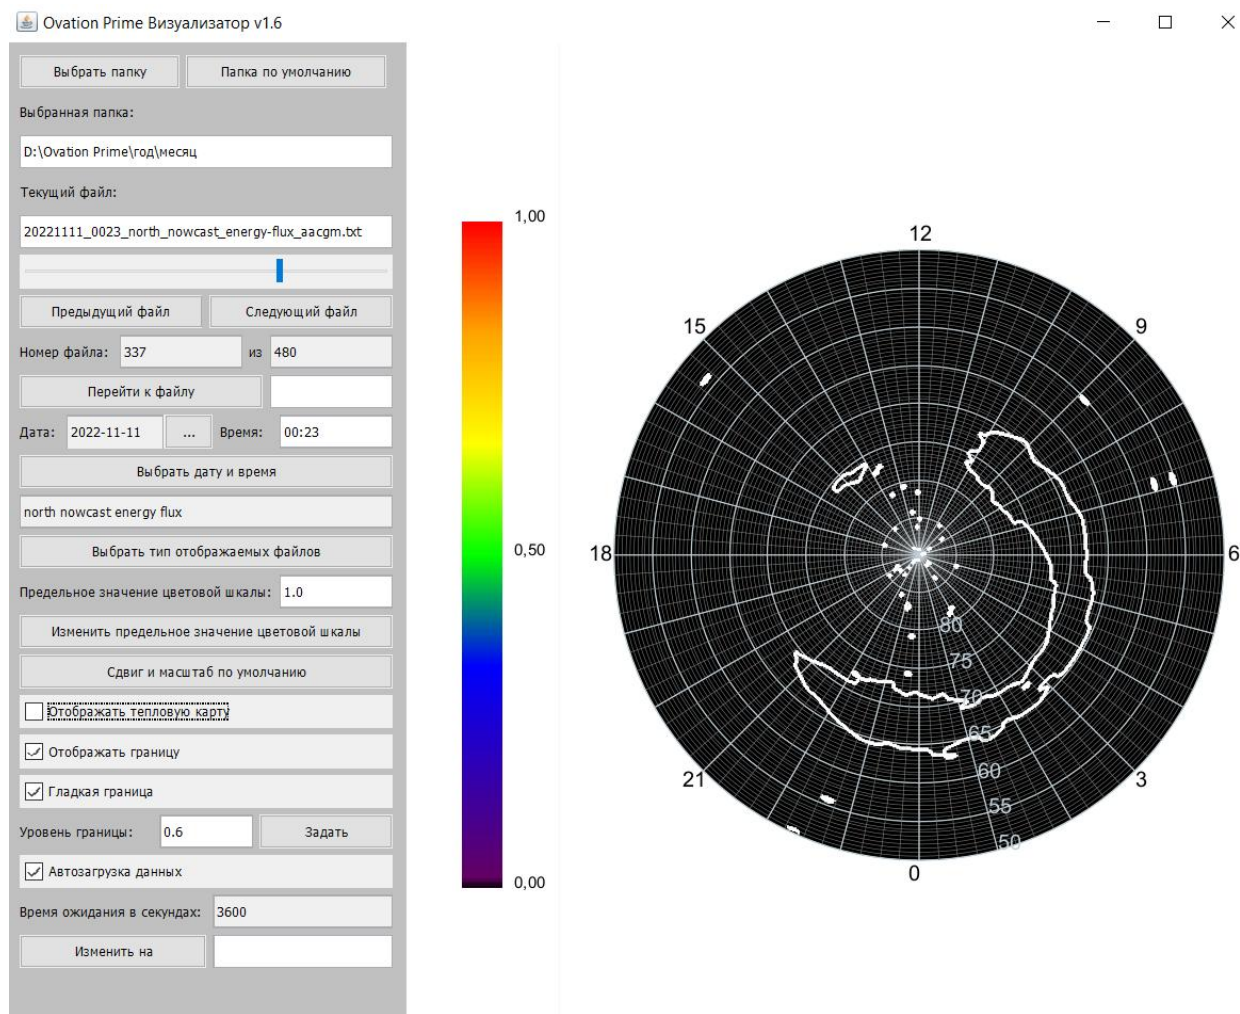 Ovation Prime Визуализатор v1.6
Выбрать папку Папка по умолчанию
Выбранная папка:
D:\Ovation Prime\год\месяц
Текущий файл:
20221111_0023_north_nowcast_energy-flux_aacgm.txt
Предыдущий файл Следующий файл
Номер файла: 337 из 480
Перейти к файлу
Дата: 2022-11-11 ... Время: 00:23
Выбрать дату и время
north nowcast energy flux
Выбрать тип отображаемых файлов
Предельное значение цветовой шкалы: 1.0
Изменить предельное значение цветовой шкалы
Сдвиг и масштаб по умолчанию
Отображать тепловую карту
Отображать границу
Гладкая граница
Уровень границы: 0.6 Задать
Автозагрузка данных
Время ожидания в секундах: 3600
Изменить на
1,00
0,50
0,00
12
15
9
18
6
80
75
70
65
60
55
50
21
3
0